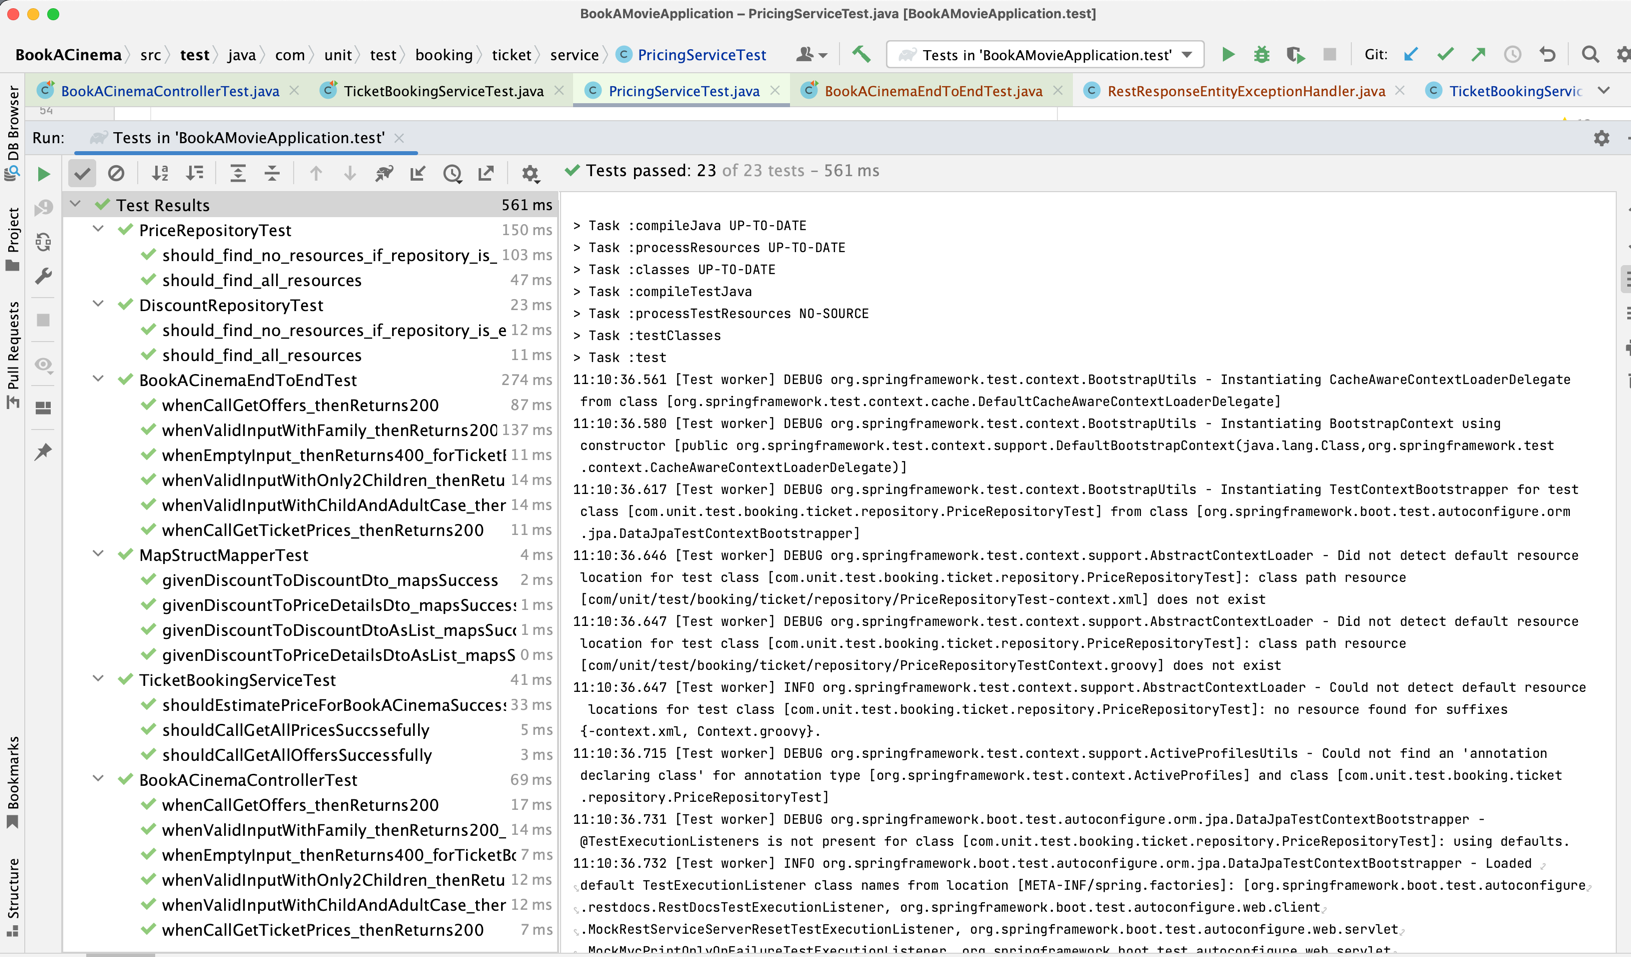 BookAMovieApplication – PricingServiceTest.java [BookAMovieApplication.test]
BookACinema src test java com unit test booking ticket service PricingServiceTest Tests in 'BookAMovieApplication.test' Git:
BookACinemaControllerTest.java TicketBookingServiceTest.java PricingServiceTest.java BookACinemaEndToEndTest.java RestResponseEntityExceptionHandler.java TicketBookingServic
54
Run: Tests in 'BookAMovieApplication.test'
Tests passed: 23 of 23 tests – 561 ms
DB Browser
Project
Pull Requests
Bookmarks
Structure
Test Results 561 ms
PriceRepositoryTest 150 ms
should_find_no_resources_if_repository_is_ 103 ms
should_find_all_resources 47 ms
DiscountRepositoryTest 23 ms
should_find_no_resources_if_repository_is_e 12 ms
should_find_all_resources 11 ms
BookACinemaEndToEndTest 274 ms
whenCallGetOffers_thenReturns200 87 ms
whenValidInputWithFamily_thenReturns200 137 ms
whenEmptyInput_thenReturns400_forTicketB 11 ms
whenValidInputWithOnly2Children_thenRetu 14 ms
whenValidInputWithChildAndAdultCase_ther 14 ms
whenCallGetTicketPrices_thenReturns200 11 ms
MapStructMapperTest 4 ms
givenDiscountToDiscountDto_mapsSuccess 2 ms
givenDiscountToPriceDetailsDto_mapsSuccess 1 ms
givenDiscountToDiscountDtoAsList_mapsSucc 1 ms
givenDiscountToPriceDetailsDtoAsList_mapsS 0 ms
TicketBookingServiceTest 41 ms
shouldEstimatePriceForBookACinemaSuccess 33 ms
shouldCallGetAllPricesSuccssefully 5 ms
shouldCallGetAllOffersSuccessfully 3 ms
BookACinemaControllerTest 69 ms
whenCallGetOffers_thenReturns200 17 ms
whenValidInputWithFamily_thenReturns200_ 14 ms
whenEmptyInput_thenReturns400_forTicketBo 7 ms
whenValidInputWithOnly2Children_thenRetu 12 ms
whenValidInputWithChildAndAdultCase_ther 12 ms
whenCallGetTicketPrices_thenReturns200 7 ms
> Task :compileJava UP-TO-DATE
> Task :processResources UP-TO-DATE
> Task :classes UP-TO-DATE
> Task :compileTestJava
> Task :processTestResources NO-SOURCE
> Task :testClasses
> Task :test
11:10:36.561 [Test worker] DEBUG org.springframework.test.context.BootstrapUtils - Instantiating CacheAwareContextLoaderDelegate
from class [org.springframework.test.context.cache.DefaultCacheAwareContextLoaderDelegate]
11:10:36.580 [Test worker] DEBUG org.springframework.test.context.BootstrapUtils - Instantiating BootstrapContext using
constructor [public org.springframework.test.context.support.DefaultBootstrapContext(java.lang.Class,org.springframework.test
.context.CacheAwareContextLoaderDelegate)]
11:10:36.617 [Test worker] DEBUG org.springframework.test.context.BootstrapUtils - Instantiating TestContextBootstrapper for test
class [com.unit.test.booking.ticket.repository.PriceRepositoryTest] from class [org.springframework.boot.test.autoconfigure.orm
.jpa.DataJpaTestContextBootstrapper]
11:10:36.646 [Test worker] DEBUG org.springframework.test.context.support.AbstractContextLoader - Did not detect default resource
location for test class [com.unit.test.booking.ticket.repository.PriceRepositoryTest]: class path resource
[com/unit/test/booking/ticket/repository/PriceRepositoryTest-context.xml] does not exist
11:10:36.647 [Test worker] DEBUG org.springframework.test.context.support.AbstractContextLoader - Did not detect default resource
location for test class [com.unit.test.booking.ticket.repository.PriceRepositoryTest]: class path resource
[com/unit/test/booking/ticket/repository/PriceRepositoryTestContext.groovy] does not exist
11:10:36.647 [Test worker] INFO org.springframework.test.context.support.AbstractContextLoader - Could not detect default resource
locations for test class [com.unit.test.booking.ticket.repository.PriceRepositoryTest]: no resource found for suffixes
{-context.xml, Context.groovy}.
11:10:36.715 [Test worker] DEBUG org.springframework.test.context.support.ActiveProfilesUtils - Could not find an 'annotation
declaring class' for annotation type [org.springframework.test.context.ActiveProfiles] and class [com.unit.test.booking.ticket
.repository.PriceRepositoryTest]
11:10:36.731 [Test worker] DEBUG org.springframework.boot.test.autoconfigure.orm.jpa.DataJpaTestContextBootstrapper -
@TestExecutionListeners is not present for class [com.unit.test.booking.ticket.repository.PriceRepositoryTest]: using defaults.
11:10:36.732 [Test worker] INFO org.springframework.boot.test.autoconfigure.orm.jpa.DataJpaTestContextBootstrapper - Loaded
default TestExecutionListener class names from location [META-INF/spring.factories]: [org.springframework.boot.test.autoconfigure
.restdocs.RestDocsTestExecutionListener, org.springframework.boot.test.autoconfigure.web.client
.MockRestServiceServerResetTestExecutionListener, org.springframework.boot.test.autoconfigure.web.servlet
.MockMvcPrintOnlyOnFailureTestExecutionListener, org.springframework.boot.test.autoconfigure.web.servlet